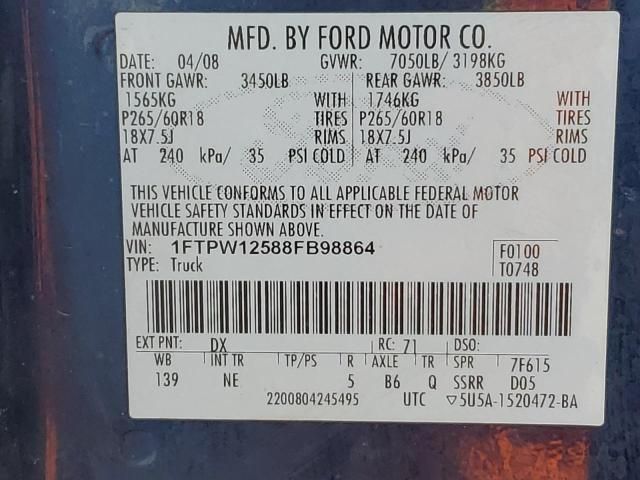 MFD. BY FORD MOTOR CO.
DATE: 04/08 GVWR: 7050LB/ 3198KG
FRONT GAWR: 3450LB REAR GAWR: 3850LB
1565KG WITH 1746KG WITH
P265/60R18 TIRES P265/60R18 TIRES
18X7.5J RIMS 18X7.5J RIMS
AT 240 kPa/ 35 PSI COLD AT 240 kPa/ 35 PSI COLD
THIS VEHICLE CONFORMS TO ALL APPLICABLE FEDERAL MOTOR
VEHICLE SAFETY STANDARDS IN EFFECT ON THE DATE OF
MANUFACTURE SHOWN ABOVE.
VIN: 1FTPW12588FB98864 F0100
TYPE: Truck T0748
EXT PNT: DX RC: 71 DSO:
WB INT TR TP/PS R AXLE TR SPR 7F615
139 NE 5 B6 Q SSRR D05
2200804245495 UTC ▽5U5A-1520472-BA